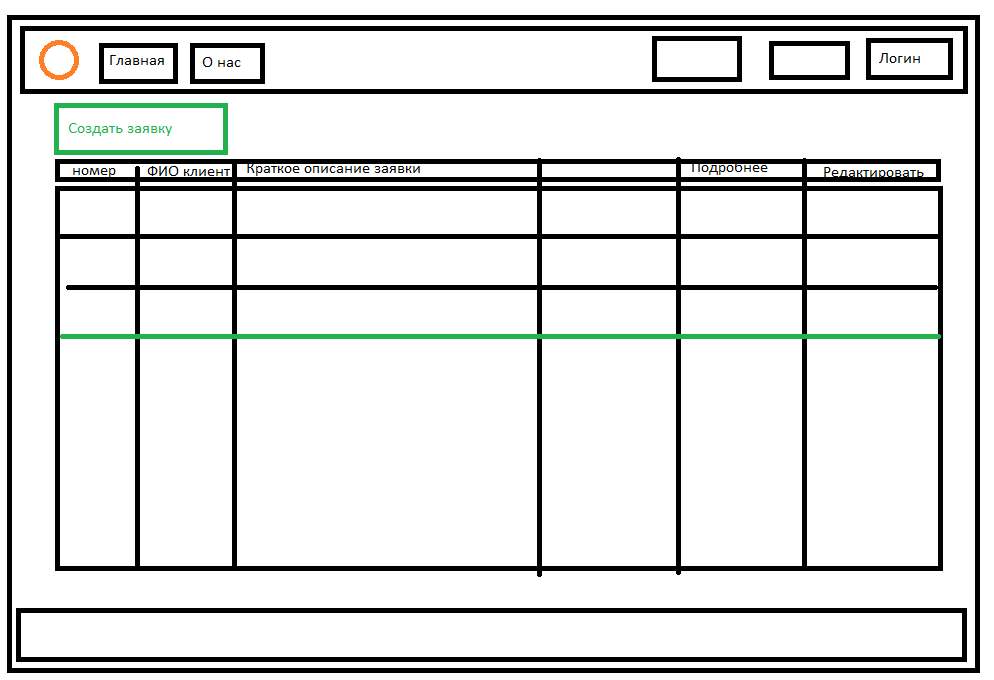 Главная
О нас
Логин
Создать заявку
номер
ФИО клиент
Краткое описание заявки
Подробнее
Редактировать